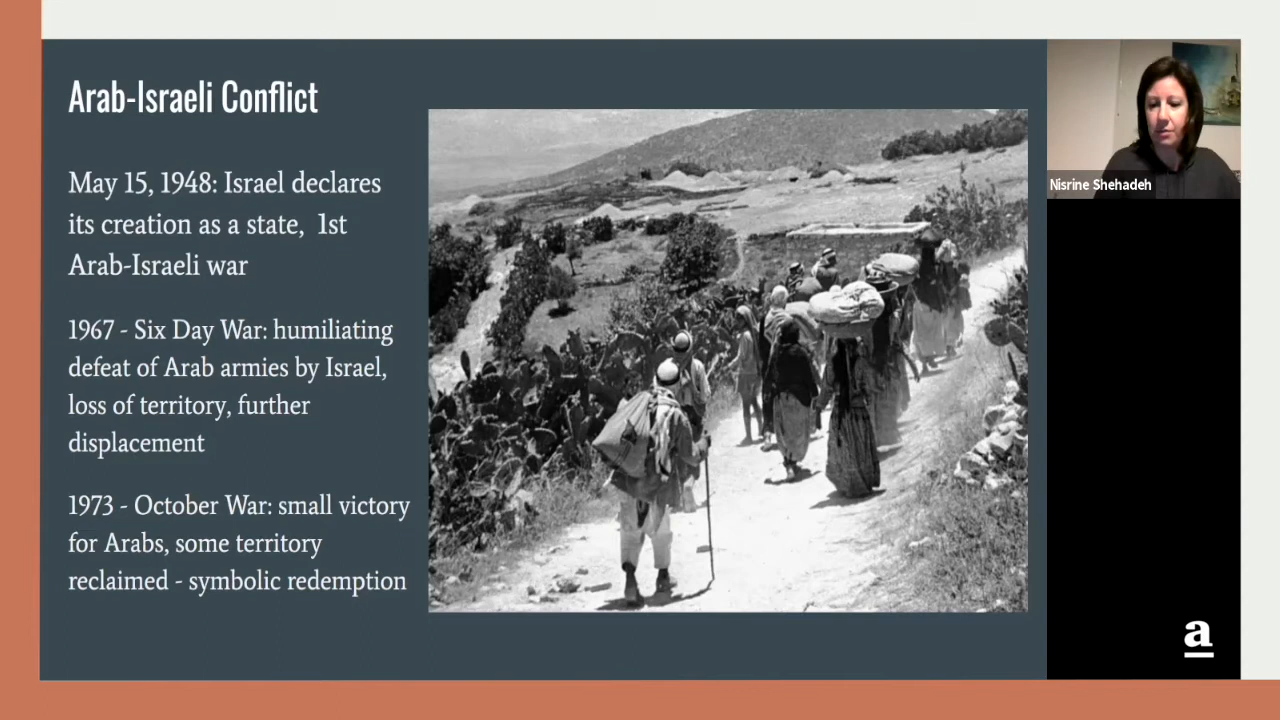 Arab-Israeli Conflict
May 15, 1948: Israel declares
its creation as a state, 1st
Arab-Israeli war
1967 - Six Day War: humiliating
defeat of Arab armies by Israel,
loss of territory, further
displacement
1973 - October War: small victory
for Arabs, some territory
reclaimed - symbolic redemption
Nisrine Shehadeh
a